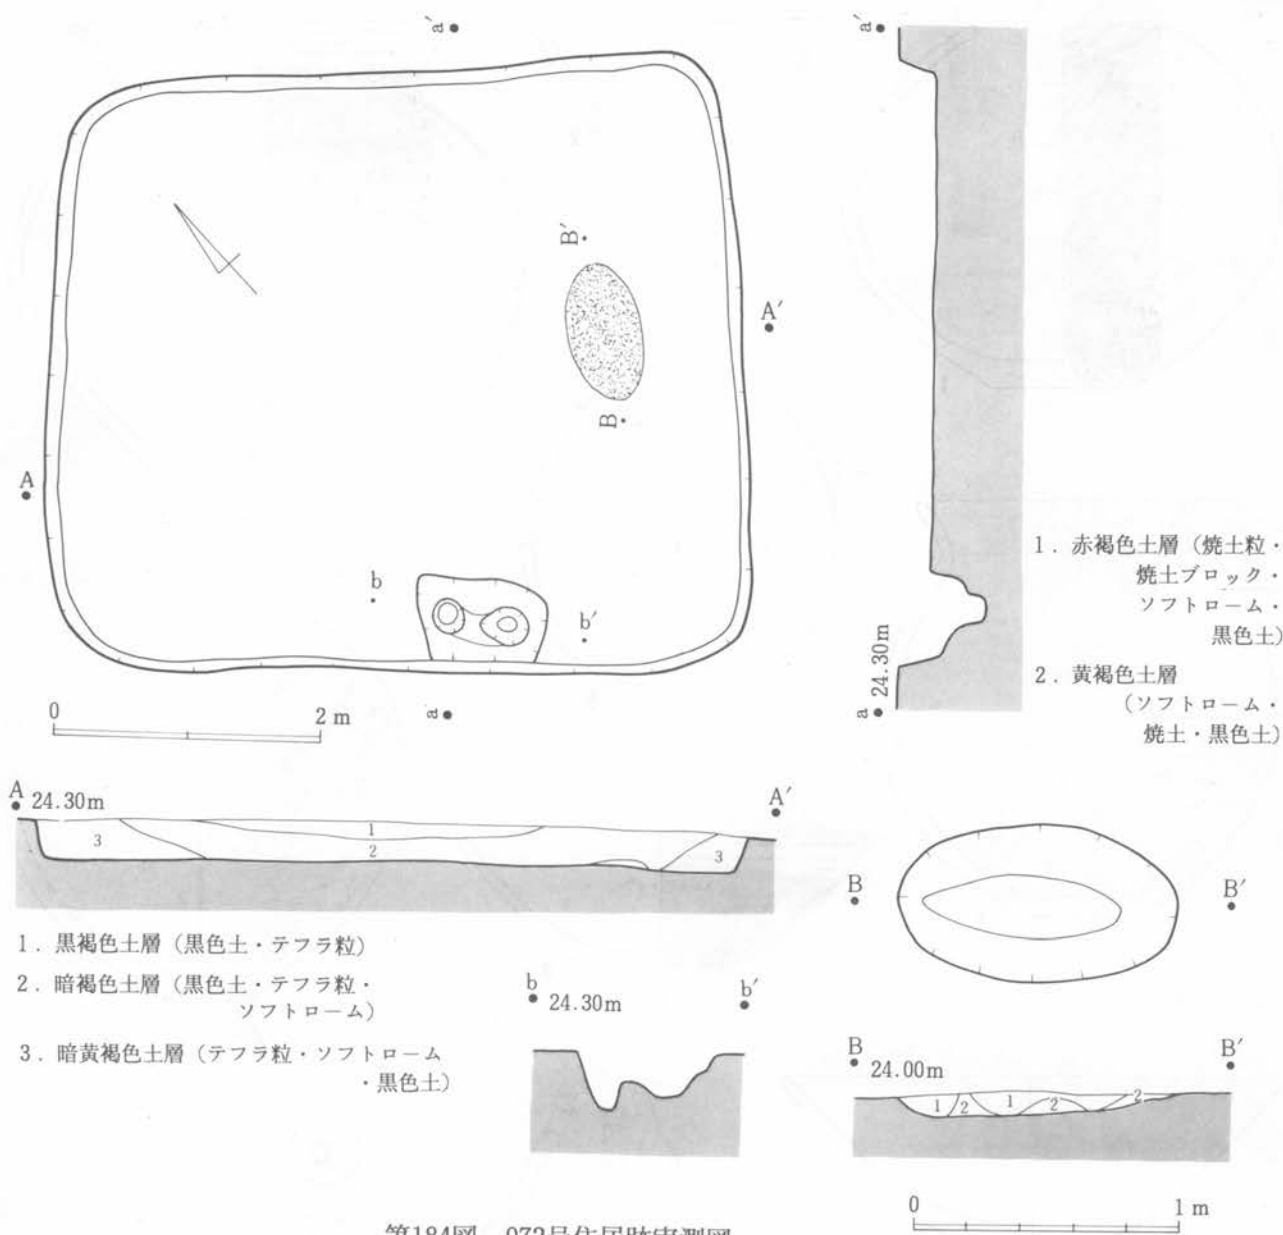 a′
a′
B′
A′
B
A
b
b′
a
0 2 m
24.30m
a
1．赤褐色土層（焼土粒・
焼土ブロック・
ソフトローム・
黒色土）
2．黄褐色土層
（ソフトローム・
焼土・黒色土）
A 24.30m A′
1
2
3
3
1．黒褐色土層（黒色土・テフラ粒）
2．暗褐色土層（黒色土・テフラ粒・
ソフトローム）
3．暗黄褐色土層（テフラ粒・ソフトローム
・黒色土）
b 24.30m b′
B B′
B 24.00m B′
1 2 1 2 2
0 1 m